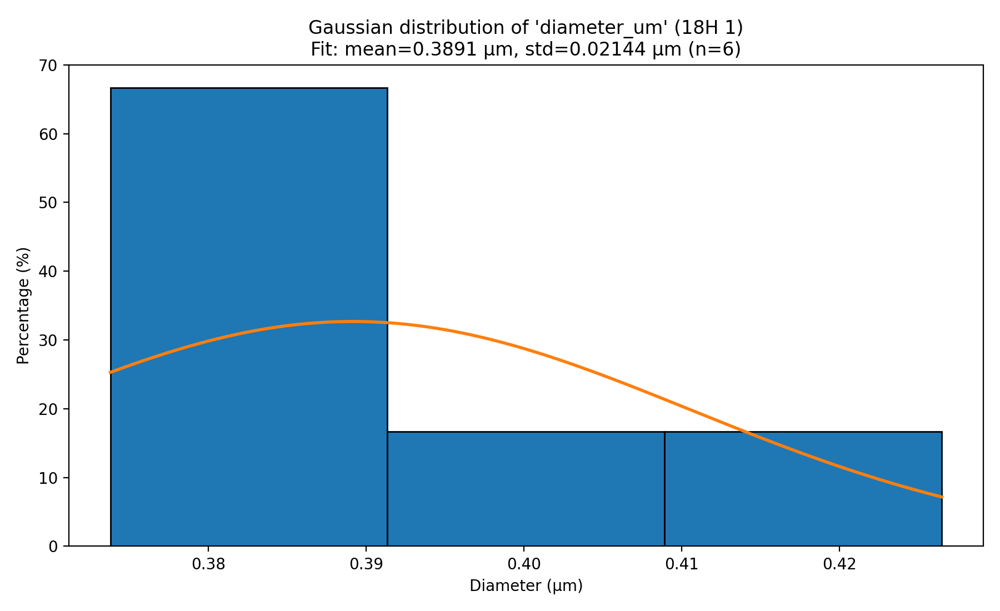 Gaussian distribution of 'diameter_um' (18H 1)
Fit: mean=0.3891 µm, std=0.02144 µm (n=6)
70
60
50
40
30
20
10
0
Percentage (%)
0.38 0.39 0.40 0.41 0.42
Diameter (µm)